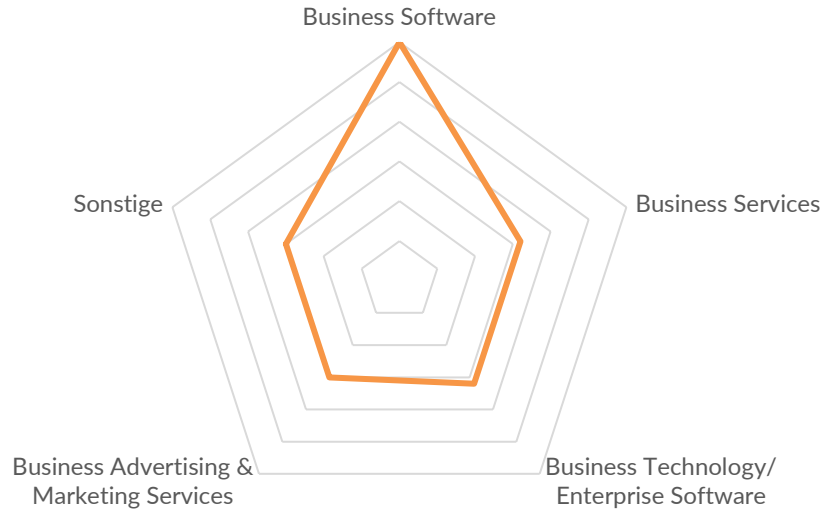 Business Software
Sonstige
Business Services
Business Advertising &
Marketing Services
Business Technology/
Enterprise Software